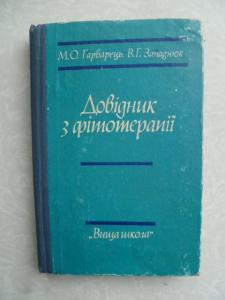 М.О. Гарбарець, В.Г. Западнюк
Довідник
з фітотерапії
„Вища школа“